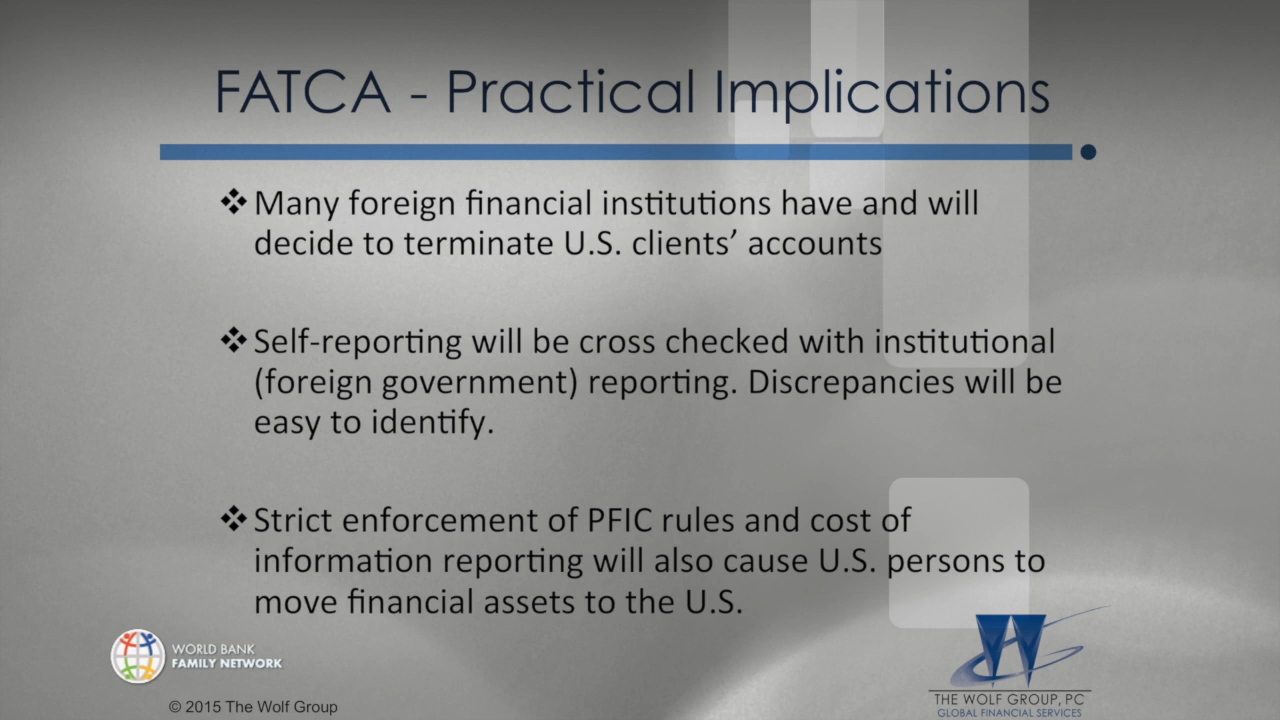 FATCA - Practical Implications
❖ Many foreign financial institutions have and will
decide to terminate U.S. clients’ accounts
❖ Self-reporting will be cross checked with institutional
(foreign government) reporting. Discrepancies will be
easy to identify.
❖ Strict enforcement of PFIC rules and cost of
information reporting will also cause U.S. persons to
move financial assets to the U.S.
WORLD BANK
FAMILY NETWORK
© 2015 The Wolf Group
W
THE WOLF GROUP, PC
GLOBAL FINANCIAL SERVICES